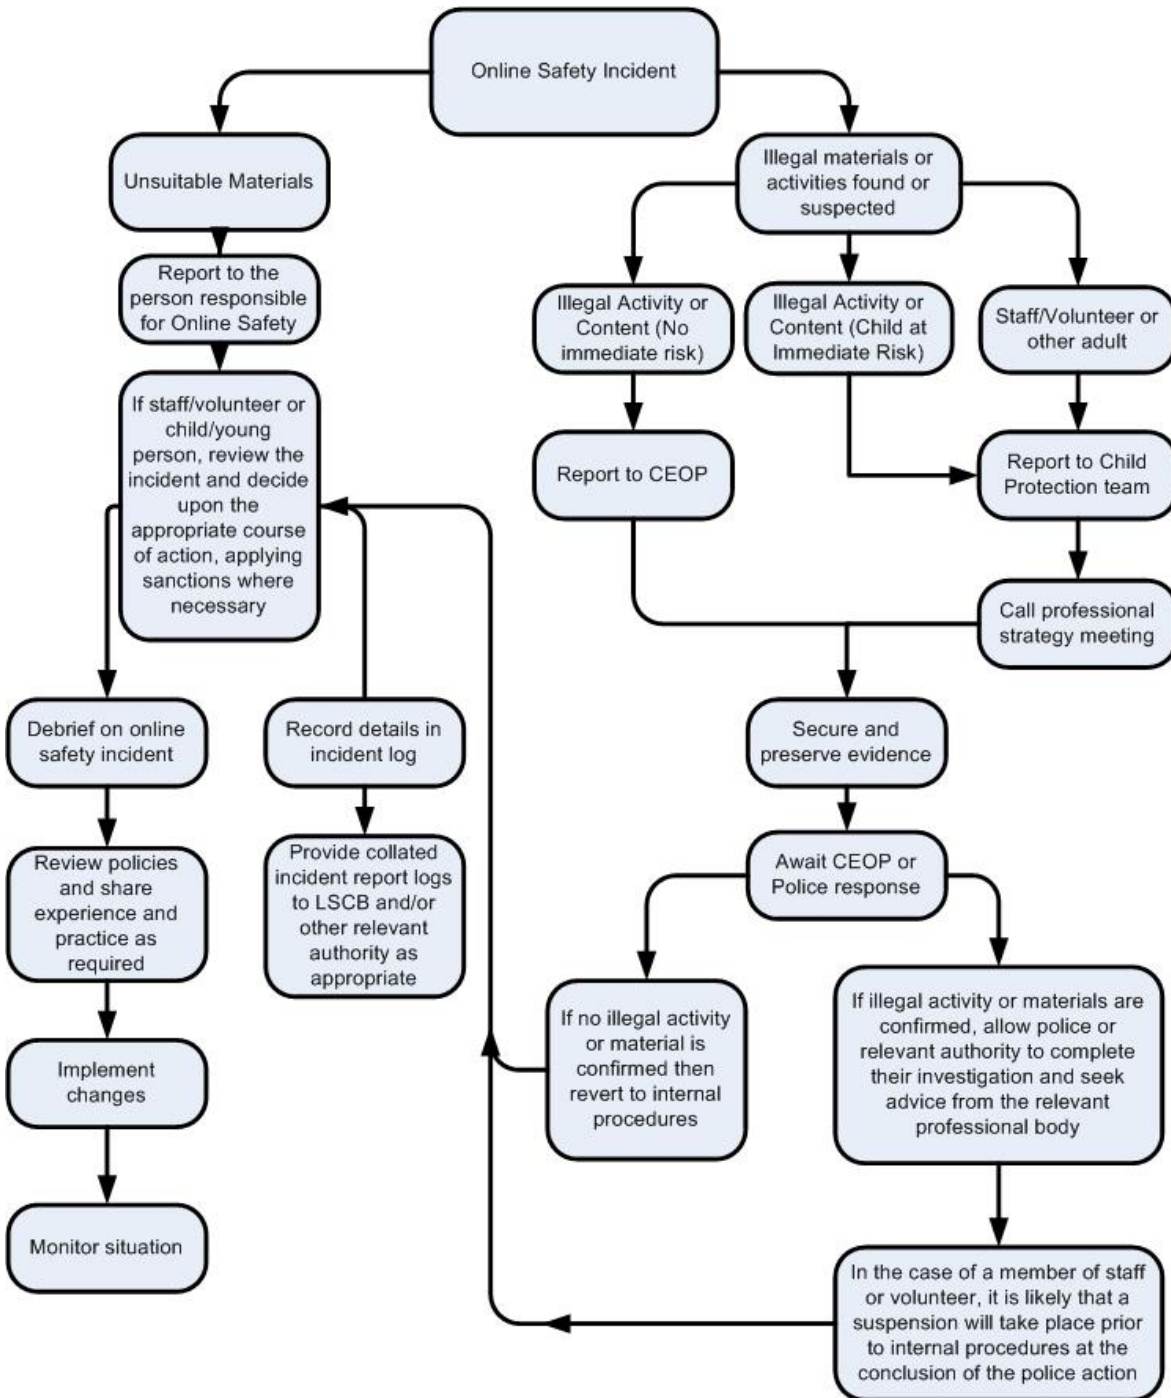 Online Safety Incident
Unsuitable Materials
Illegal materials or
activities found or
suspected
Report to the
person responsible
for Online Safety
Illegal Activity or
Content (No
immediate risk)
Illegal Activity or
Content (Child at
Immediate Risk)
Staff/Volunteer or
other adult
If staff/volunteer or
child/young
person, review the
incident and decide
upon the
appropriate course
of action, applying
sanctions where
necessary
Report to CEOP
Report to Child
Protection team
Call professional
strategy meeting
Debrief on online
safety incident
Record details in
incident log
Secure and
preserve evidence
Review policies
and share
experience and
practice as
required
Provide collated
incident report logs
to LSCB and/or
other relevant
authority as
appropriate
Await CEOP or
Police response
If no illegal activity
or material is
confirmed then
revert to internal
procedures
If illegal activity or materials are
confirmed, allow police or
relevant authority to complete
their investigation and seek
advice from the relevant
professional body
Implement
changes
Monitor situation
In the case of a member of staff
or volunteer, it is likely that a
suspension will take place prior
to internal procedures at the
conclusion of the police action